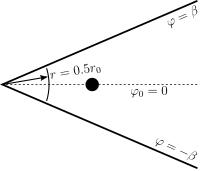 φ = β
r = 0.5r₀
φ₀ = 0
φ = −β